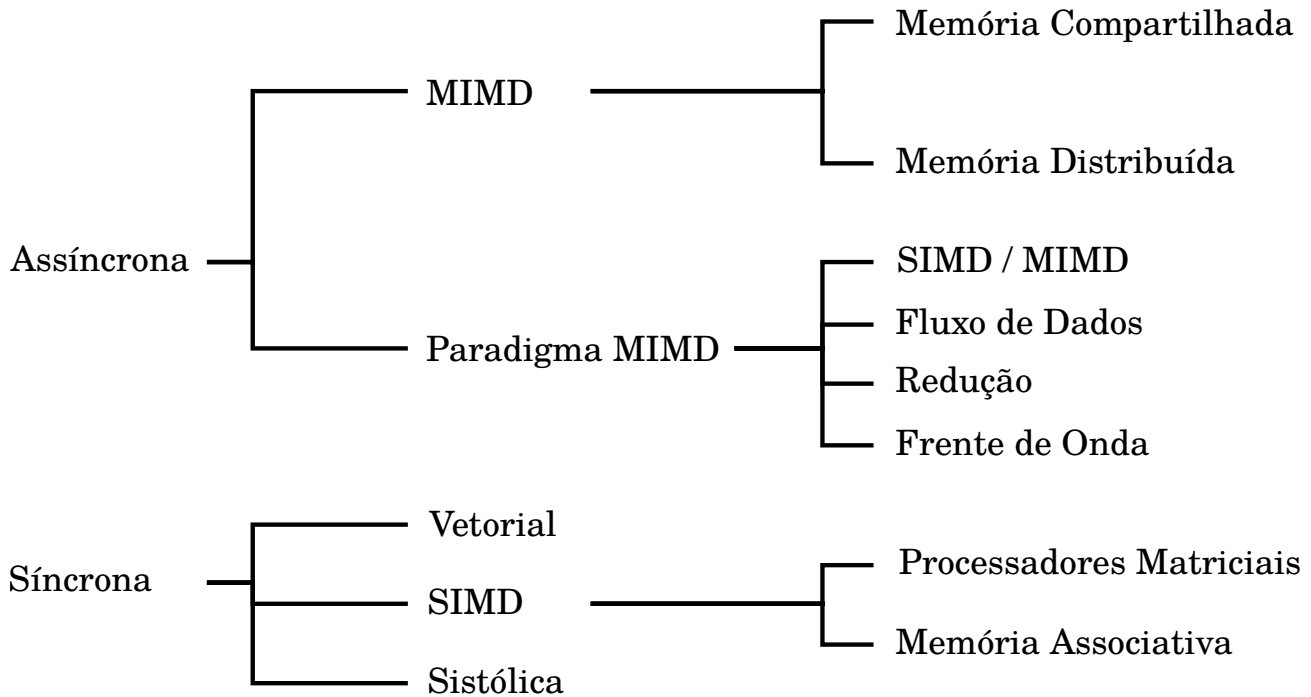 Memória Compartilhada
MIMD
Memória Distribuída
Assíncrona
SIMD / MIMD
Fluxo de Dados
Paradigma MIMD
Redução
Frente de Onda
Vetorial
Processadores Matriciais
Síncrona
SIMD
Memória Associativa
Sistólica